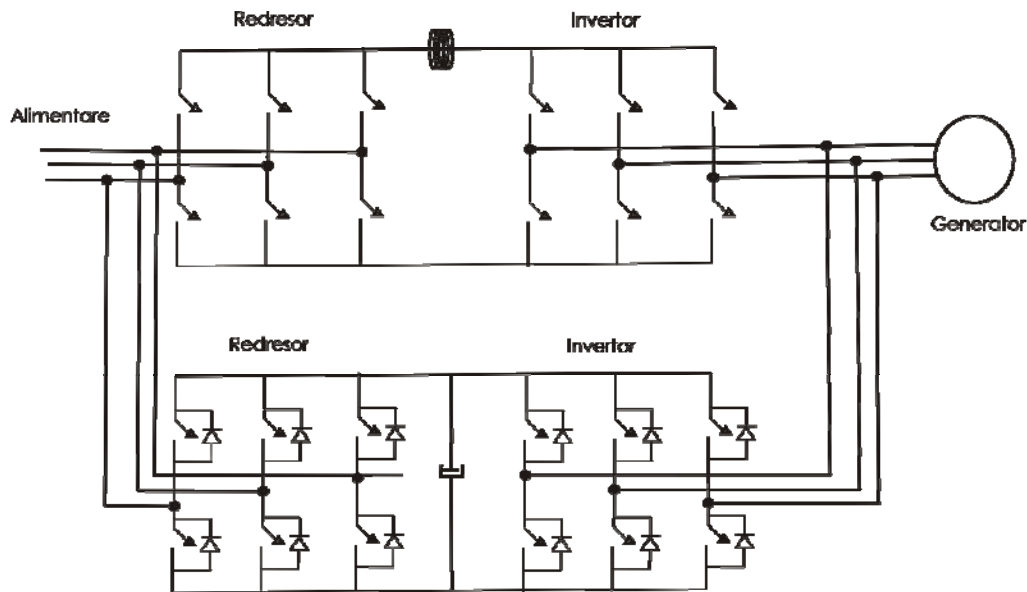 Redresor
Invertor
Alimentare
Generator
Redresor
Invertor